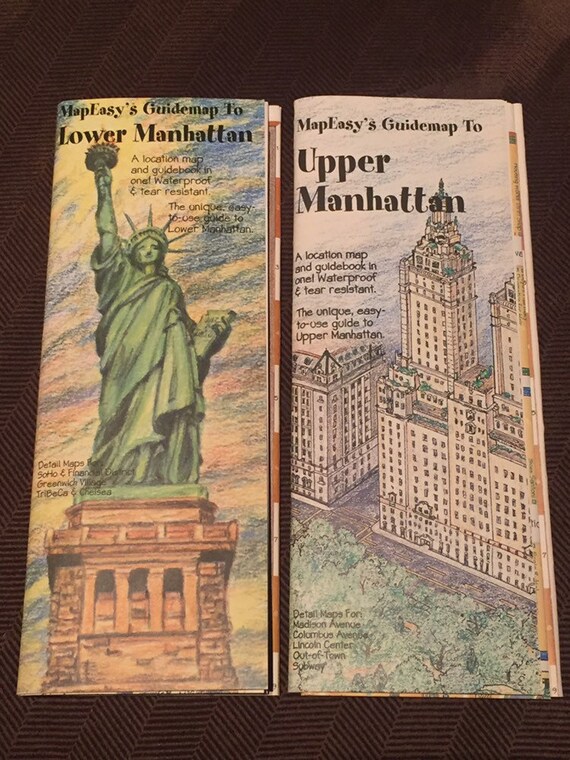 MapEasy's Guidemap To
Lower Manhattan
A location map
and guidebook in
one! Waterproof
& tear resistant.
The unique, easy-
to-use guide to
Lower Manhattan.
Detail Maps For:
SoHo & Financial District
Greenwich Village
TriBeCa & Chelsea
MapEasy's Guidemap To
Upper
Manhattan
A location map
and guidebook in
one! Waterproof
& tear resistant.
The unique, easy-
to-use guide to
Upper Manhattan.
Detail Maps For:
Madison Avenue
Columbus Avenue
Lincoln Center
Out-of-Town
Subway